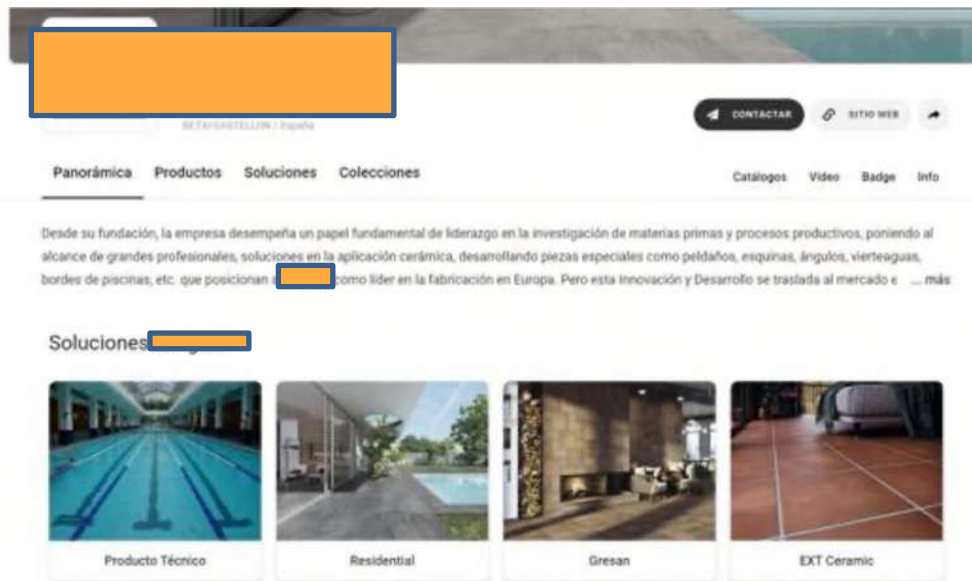 BETXI-CASTELLON / España
CONTACTAR
SITIO WEB
Panorámica Productos Soluciones Colecciones
Catálogos Video Badge Info
Desde su fundación, la empresa desempeña un papel fundamental de liderazgo en la investigación de materias primas y procesos productivos, poniendo al
alcance de grandes profesionales, soluciones en la aplicación cerámica, desarrollando piezas especiales como peldaños, esquinas, ángulos, vierteaguas,
bordes de piscinas, etc. que posicionan a como líder en la fabricación en Europa. Pero esta Innovación y Desarrollo se traslada al mercado e ... más
Soluciones
Producto Técnico
Residential
Gresan
EXT Ceramic